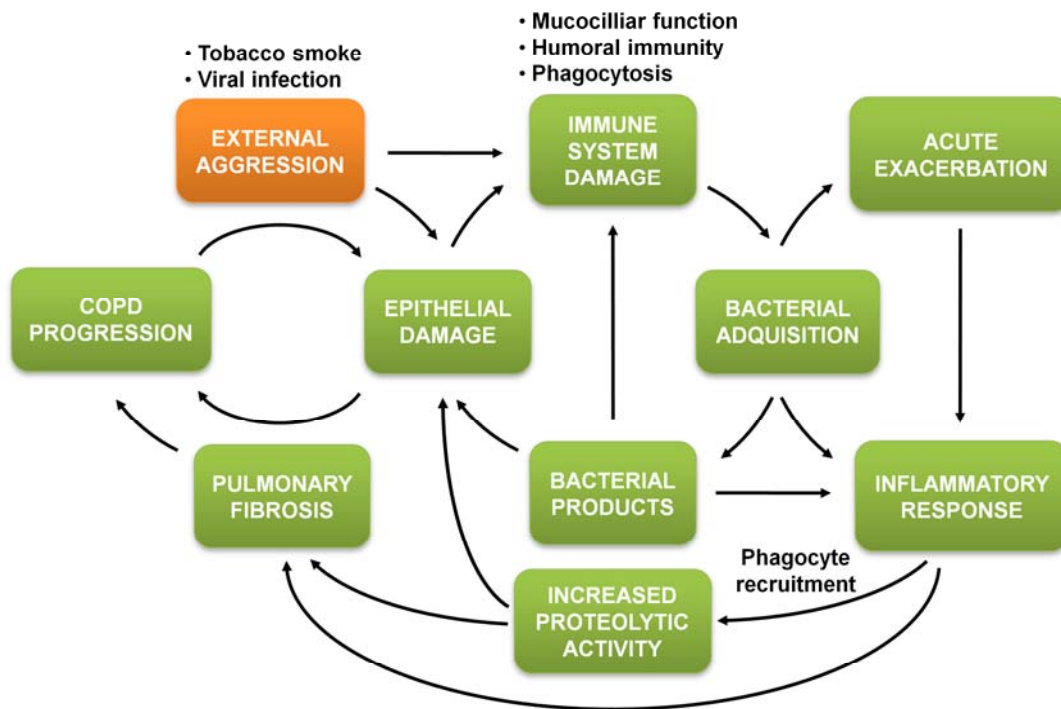 • Tobacco smoke
• Viral infection
• Mucocilliar function
• Humoral immunity
• Phagocytosis
EXTERNAL
AGGRESSION
IMMUNE
SYSTEM
DAMAGE
ACUTE
EXACERBATION
COPD
PROGRESSION
EPITHELIAL
DAMAGE
BACTERIAL
ADQUISITION
PULMONARY
FIBROSIS
BACTERIAL
PRODUCTS
INFLAMMATORY
RESPONSE
Phagocyte
recruitment
INCREASED
PROTEOLYTIC
ACTIVITY